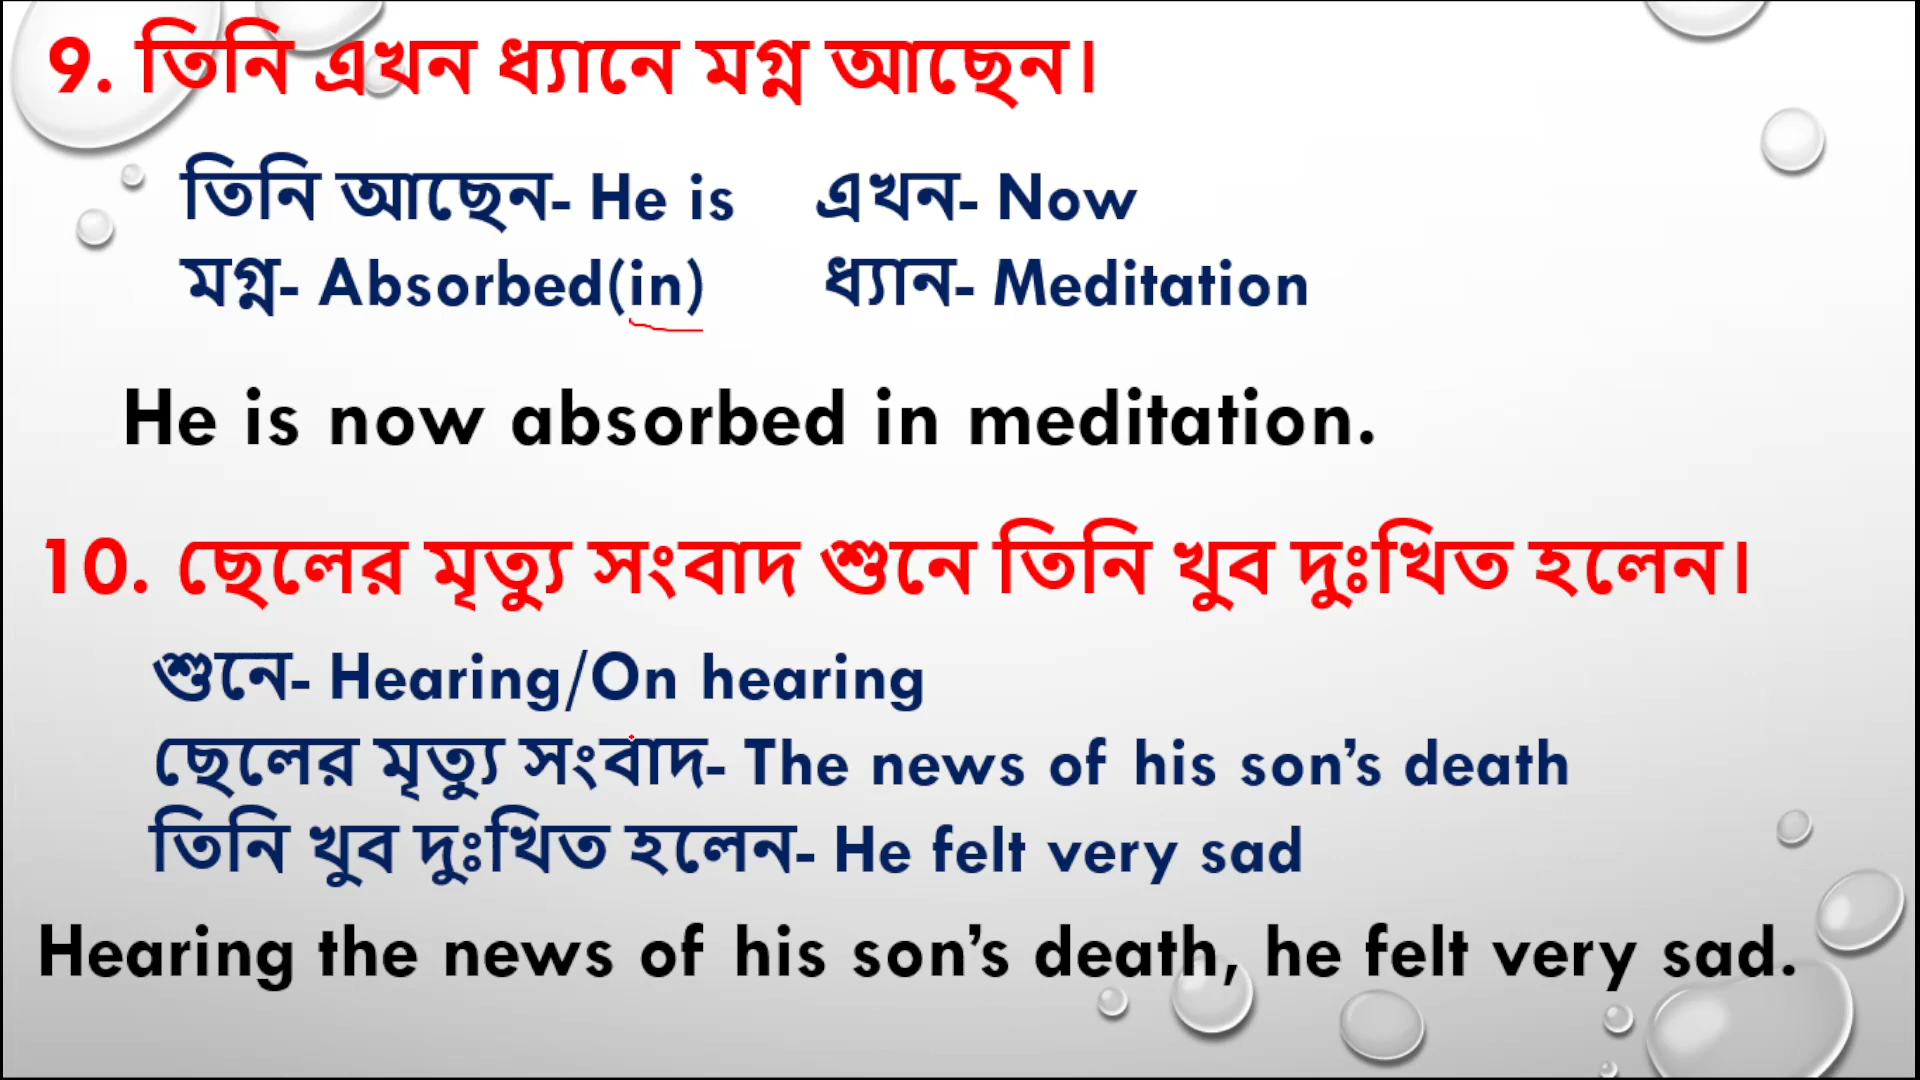 9. তিনি এখন ধ্যানে মগ্ন আছেন।
তিনি আছেন- He is এখন- Now
মগ্ন- Absorbed(in) ধ্যান- Meditation
He is now absorbed in meditation.
10. ছেলের মৃত্যু সংবাদ শুনে তিনি খুব দুঃখিত হলেন।
শুনে- Hearing/On hearing
ছেলের মৃত্যু সংবাদ- The news of his son’s death
তিনি খুব দুঃখিত হলেন- He felt very sad
Hearing the news of his son’s death, he felt very sad.